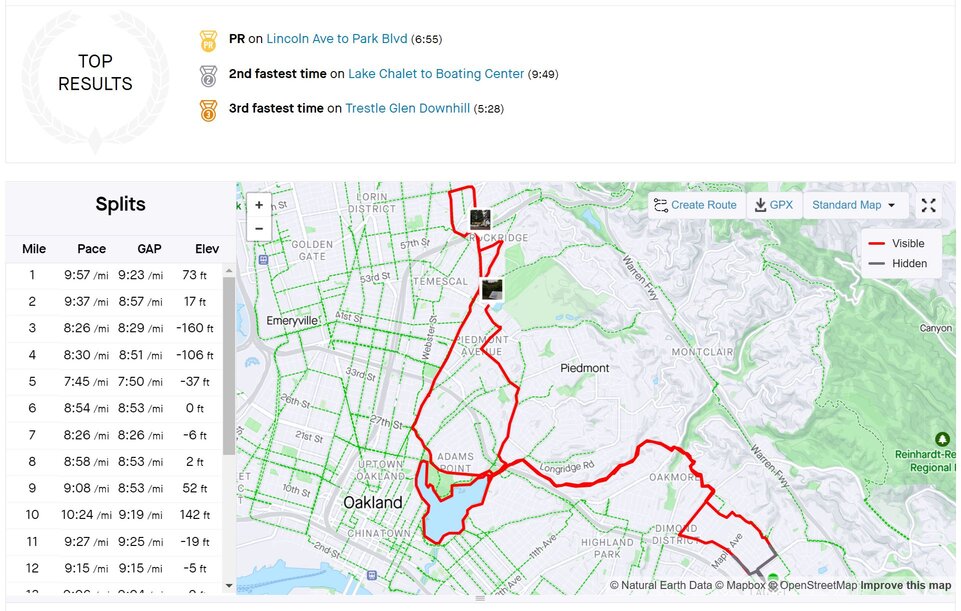 TOP
RESULTS
PR on Lincoln Ave to Park Blvd (6:55)
2nd fastest time on Lake Chalet to Boating Center (9:49)
3rd fastest time on Trestle Glen Downhill (5:28)
Splits
Mile Pace GAP Elev
1 9:57 /mi 9:23 /mi 73 ft
2 9:37 /mi 8:57 /mi 17 ft
3 8:26 /mi 8:29 /mi -160 ft
4 8:30 /mi 8:51 /mi -106 ft
5 7:45 /mi 7:50 /mi -37 ft
6 8:54 /mi 8:53 /mi 0 ft
7 8:26 /mi 8:26 /mi -6 ft
8 8:58 /mi 8:53 /mi 2 ft
9 9:08 /mi 8:53 /mi 52 ft
10 10:24 /mi 9:19 /mi 142 ft
11 9:27 /mi 9:25 /mi -19 ft
12 9:15 /mi 9:15 /mi -5 ft
+
−
Create Route
GPX
Standard Map
Visible
Hidden
LORIN
DISTRICT
GOLDEN
GATE
57th St
ROCKRIDGE
53rd St
TEMESCAL
Warren Fwy
Canyon
Emeryville
41st St
Webster St
PIEDMONT
AVENUE
MONTCLAIR
33rd St
Piedmont
26th St
27th St
21st St
ADAMS
POINT
UPTOWN
OAKLAND
Longridge Rd
Warren Fwy
Reinhardt-Re
Regional
10th St
OAKMORE
Oakland
CHINATOWN
DIMOND
DISTRICT
HIGHLAND
PARK
Maple Ave
2nd St
11th Ave
LAUREL
© Natural Earth Data © Mapbox © OpenStreetMap Improve this map